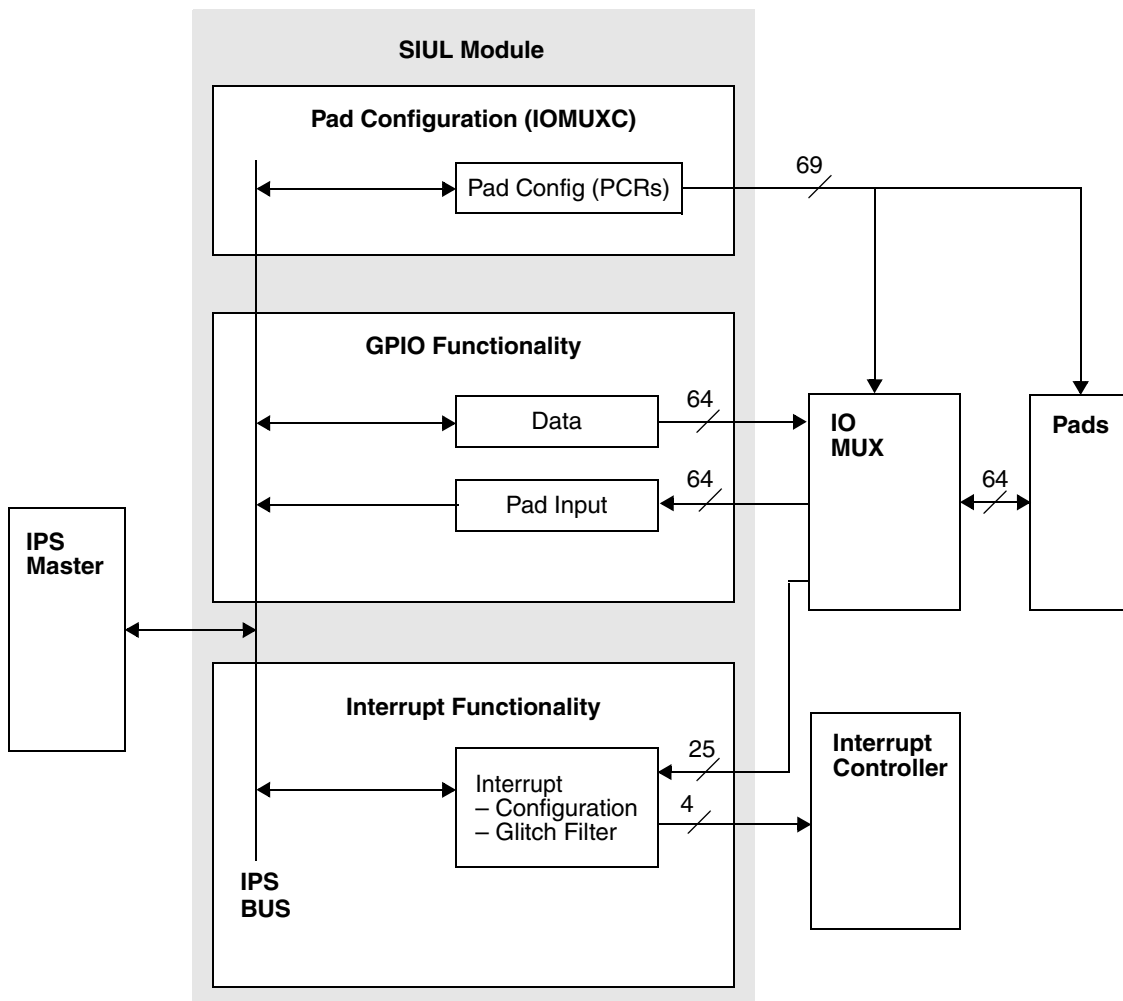 SIUL Module
Pad Configuration (IOMUXC)
Pad Config (PCRs)
69
GPIO Functionality
Data
64
IO
MUX
Pads
Pad Input
64
64
IPS
Master
Interrupt Functionality
Interrupt
– Configuration
– Glitch Filter
25
4
Interrupt
Controller
IPS
BUS